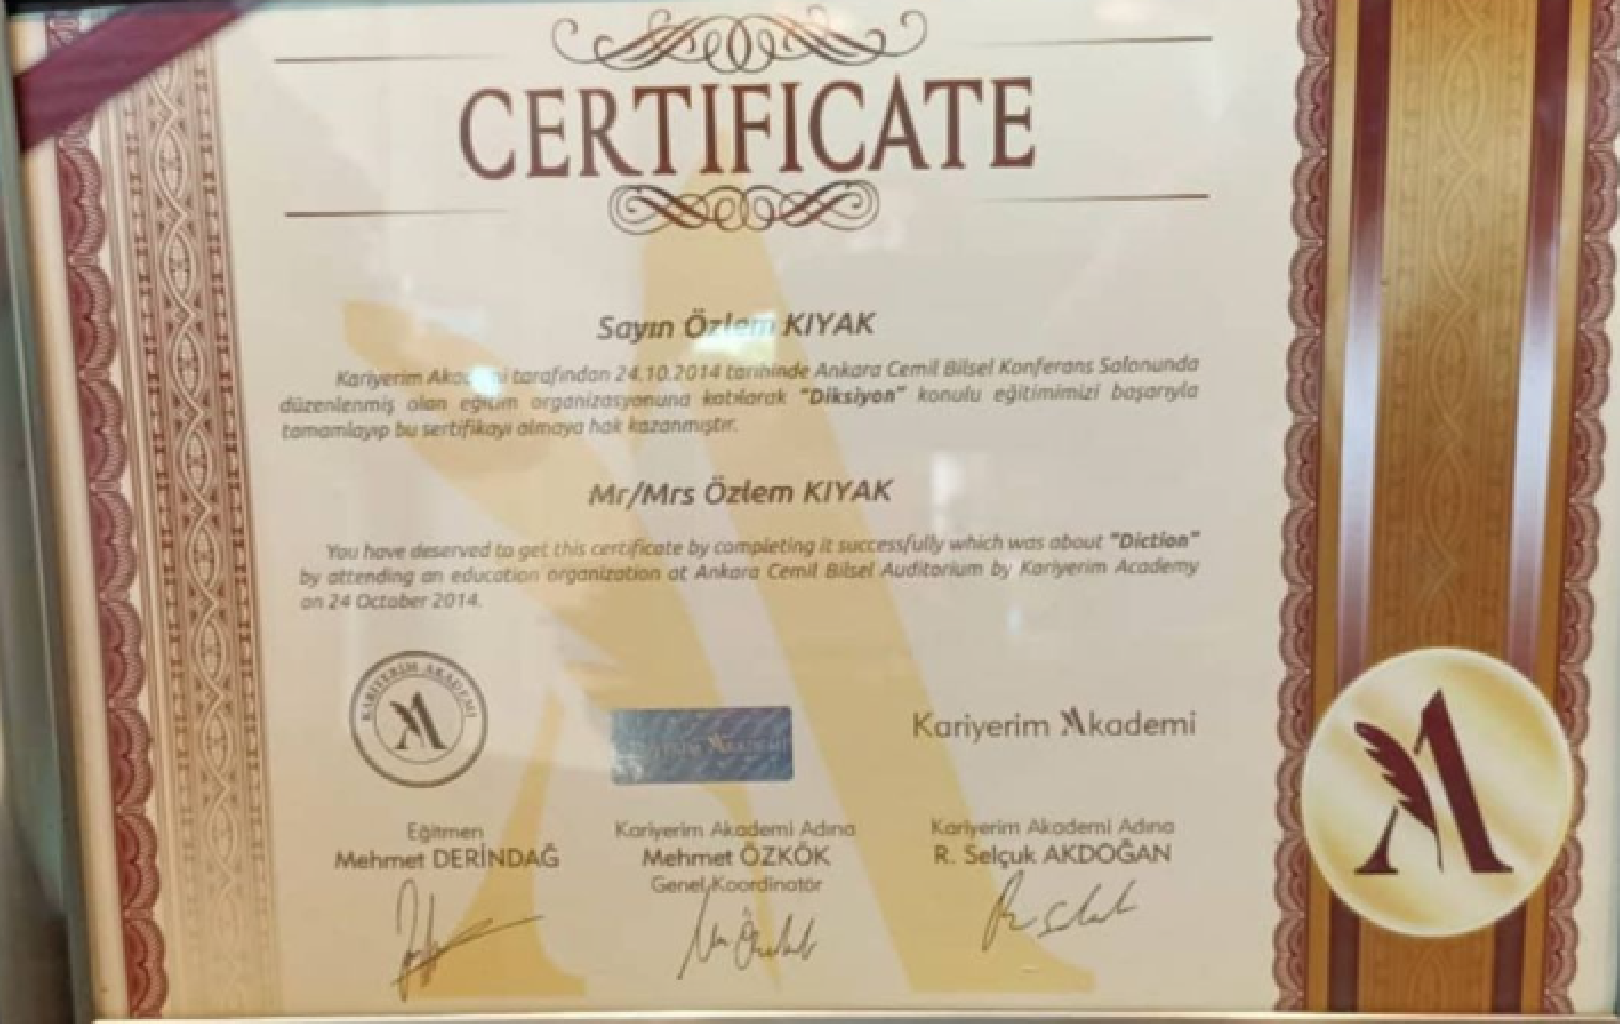 CERTIFICATE
Sayın Özlem KIYAK
Kariyerim Akademi tarafından 24.10.2014 tarihinde Ankara Cemil Bilsel Konferans Salonunda
düzenlenmiş olan eğitim organizasyonuna katılarak "Diksiyon" konulu eğitimimizi başarıyla
tamamlayıp bu sertifikayı almaya hak kazanmıştır.
Mr/Mrs Özlem KIYAK
You have deserved to get this certificate by completing it successfully which was about "Diction"
by attending an education organization at Ankara Cemil Bilsel Auditorium by Kariyerim Academy
on 24 October 2014.
KARİYERİM AKADEMİ
Kariyerim Akademi
Eğitmen
Mehmet DERİNDAĞ
Kariyerim Akademi Adına
Mehmet ÖZKÖK
Genel Koordinatör
Kariyerim Akademi Adına
R. Selçuk AKDOĞAN